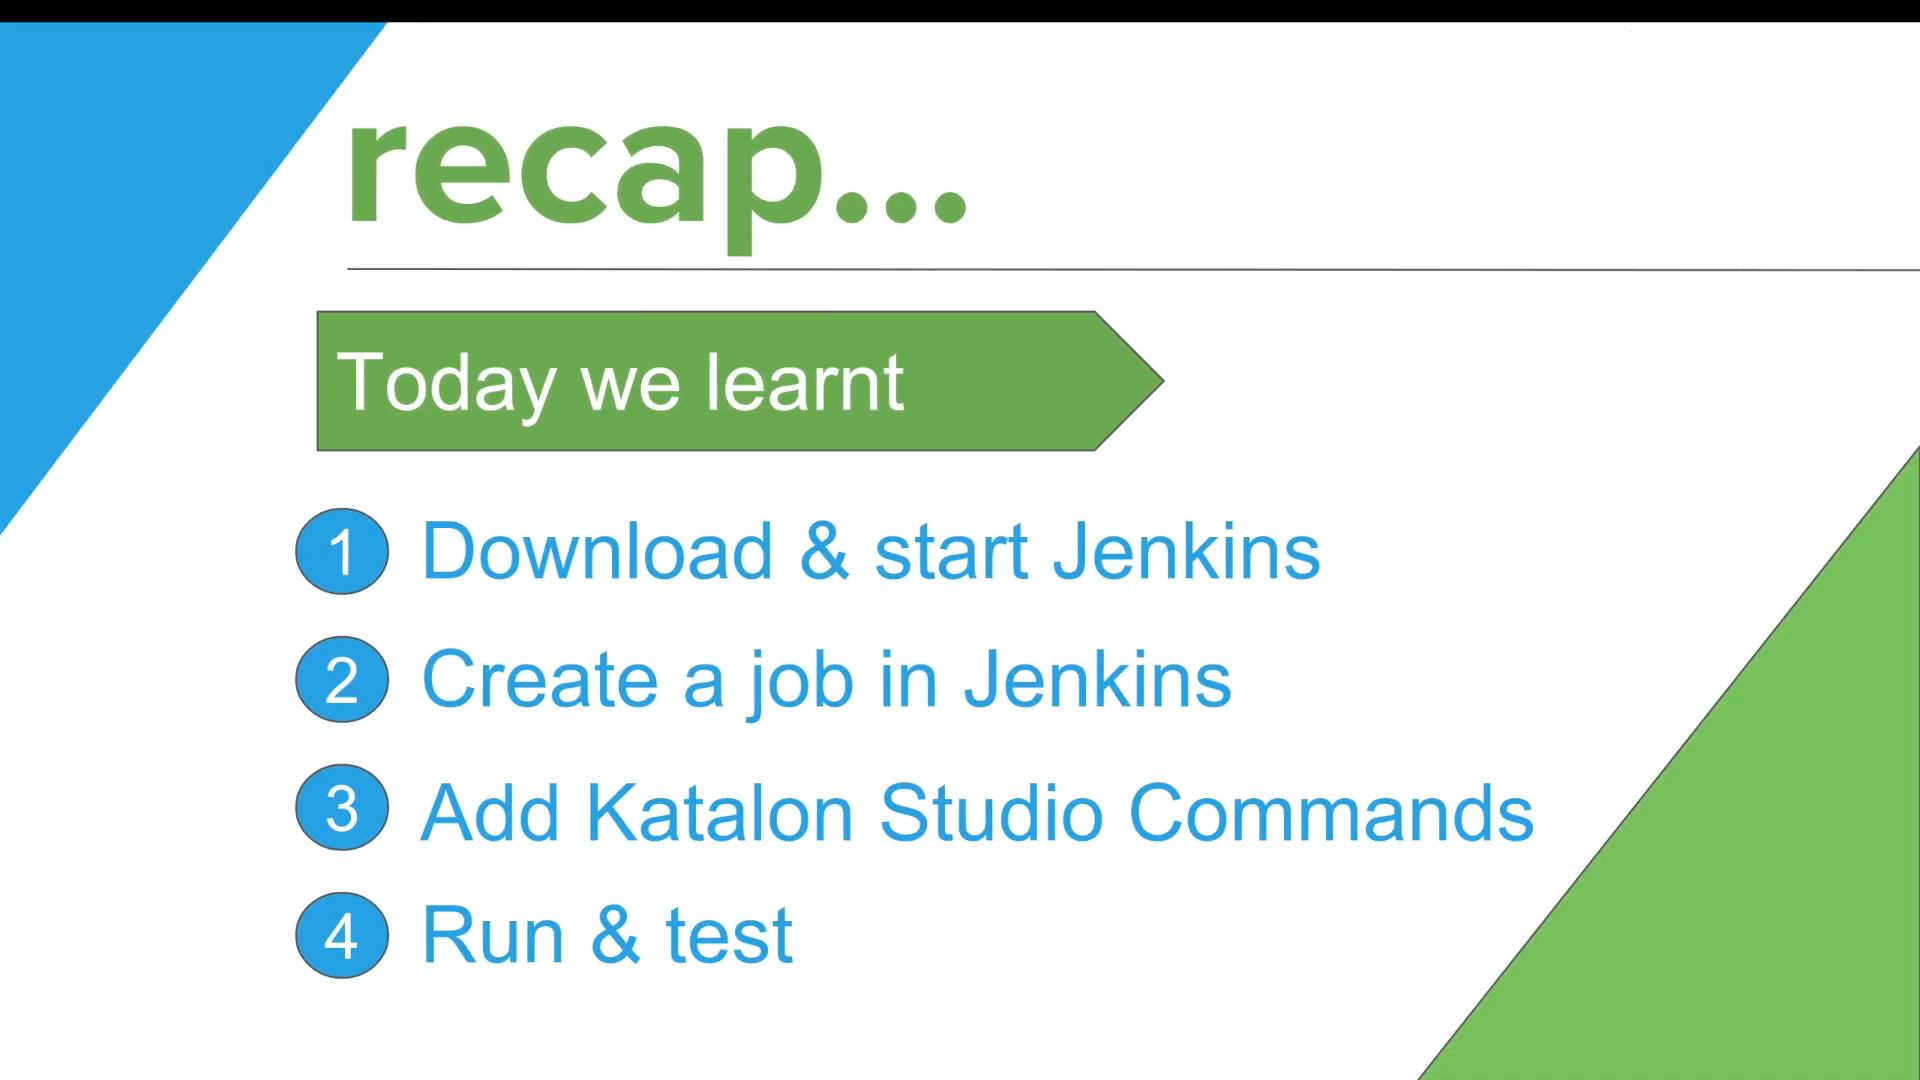 recap...
Today we learnt
1 Download & start Jenkins
2 Create a job in Jenkins
3 Add Katalon Studio Commands
4 Run & test